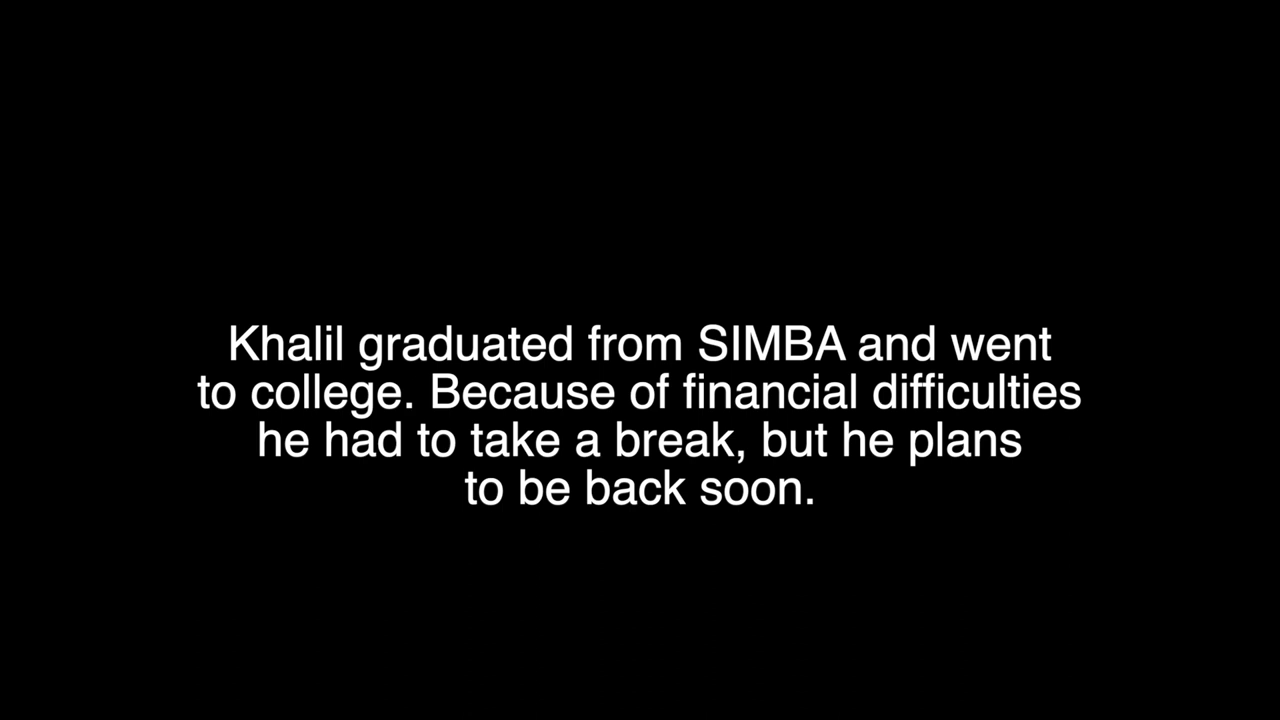 Khalil graduated from SIMBA and went
to college. Because of financial difficulties
he had to take a break, but he plans
to be back soon.